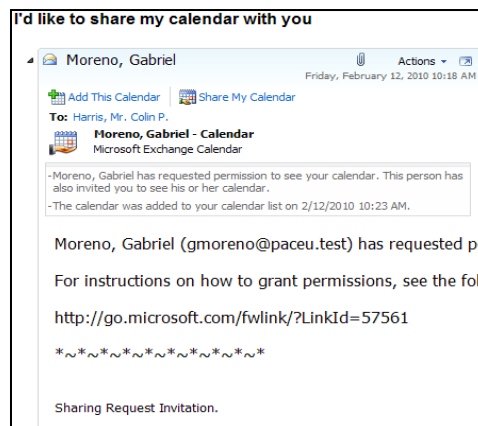 I'd like to share my calendar with you
Moreno, Gabriel
Actions
Friday, February 12, 2010 10:18 AM
Add This Calendar Share My Calendar
To: Harris, Mr. Colin P.
Moreno, Gabriel - Calendar
Microsoft Exchange Calendar
-Moreno, Gabriel has requested permission to see your calendar. This person has
also invited you to see his or her calendar.
-The calendar was added to your calendar list on 2/12/2010 10:23 AM.
Moreno, Gabriel (gmoreno@paceu.test) has requested
For instructions on how to grant permissions, see the
http://go.microsoft.com/fwlink/?LinkId=57561
*~*~*~*~*~*~*~*~*~*
Sharing Request Invitation.